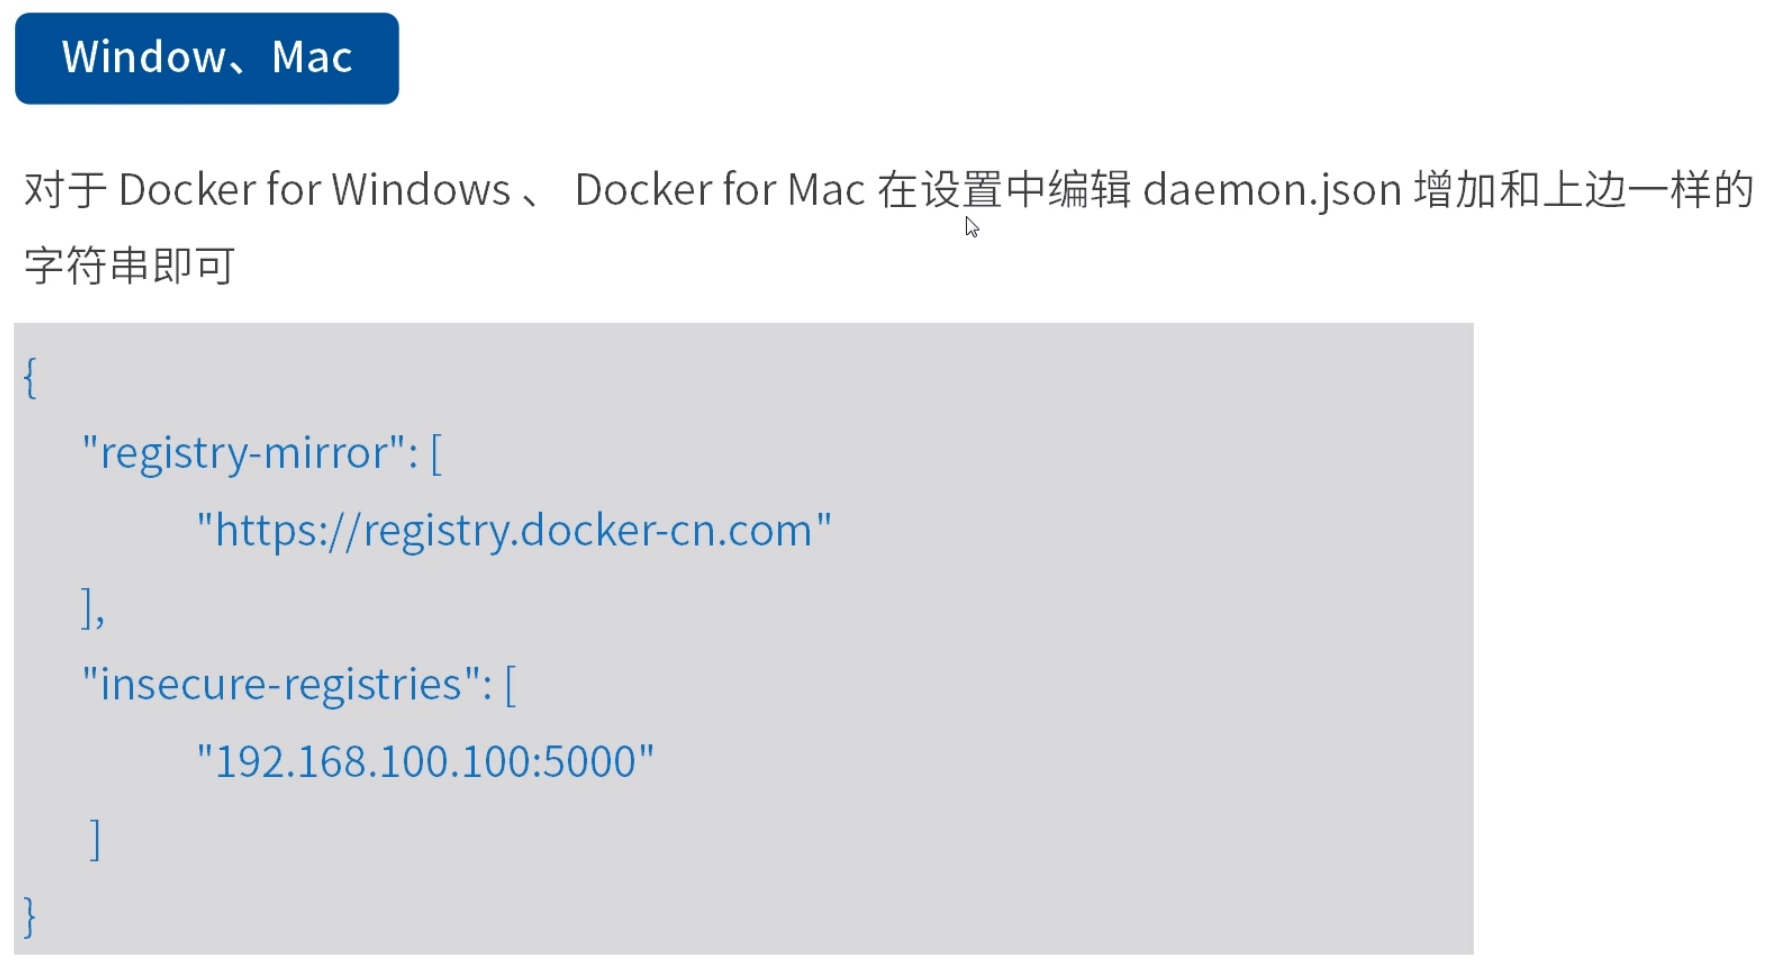 Window、Mac
对于 Docker for Windows 、 Docker for Mac 在设置中编辑 daemon.json 增加和上边一样的
字符串即可
{
"registry-mirror": [
"https://registry.docker-cn.com"
],
"insecure-registries": [
"192.168.100.100:5000"
]
}